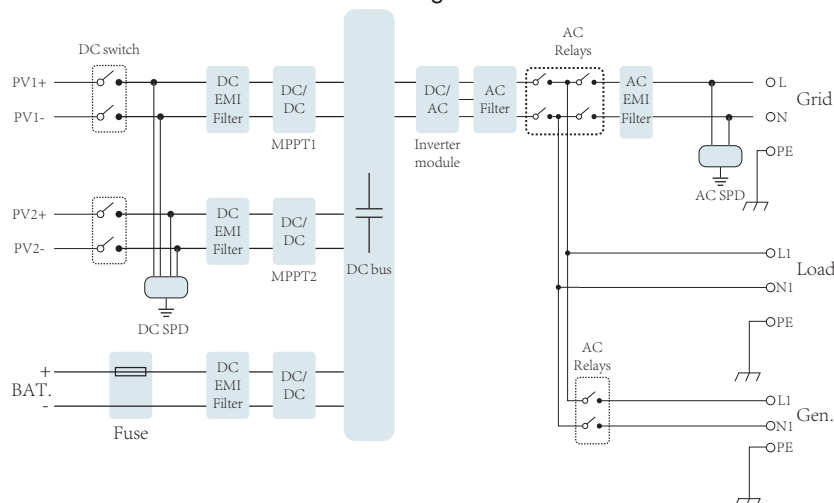 DC switch
PV1+
PV1-
DC
EMI
Filter
DC/
DC
MPPT1
DC/
AC
Inverter
module
AC
Filter
AC
Relays
AC
EMI
Filter
L
N
Grid
PE
AC SPD
PV2+
PV2-
DC
EMI
Filter
DC/
DC
MPPT2
DC bus
DC SPD
L1
Load
N1
PE
BAT.
+
-
Fuse
DC
EMI
Filter
DC/
DC
AC
Relays
L1
Gen.
N1
PE